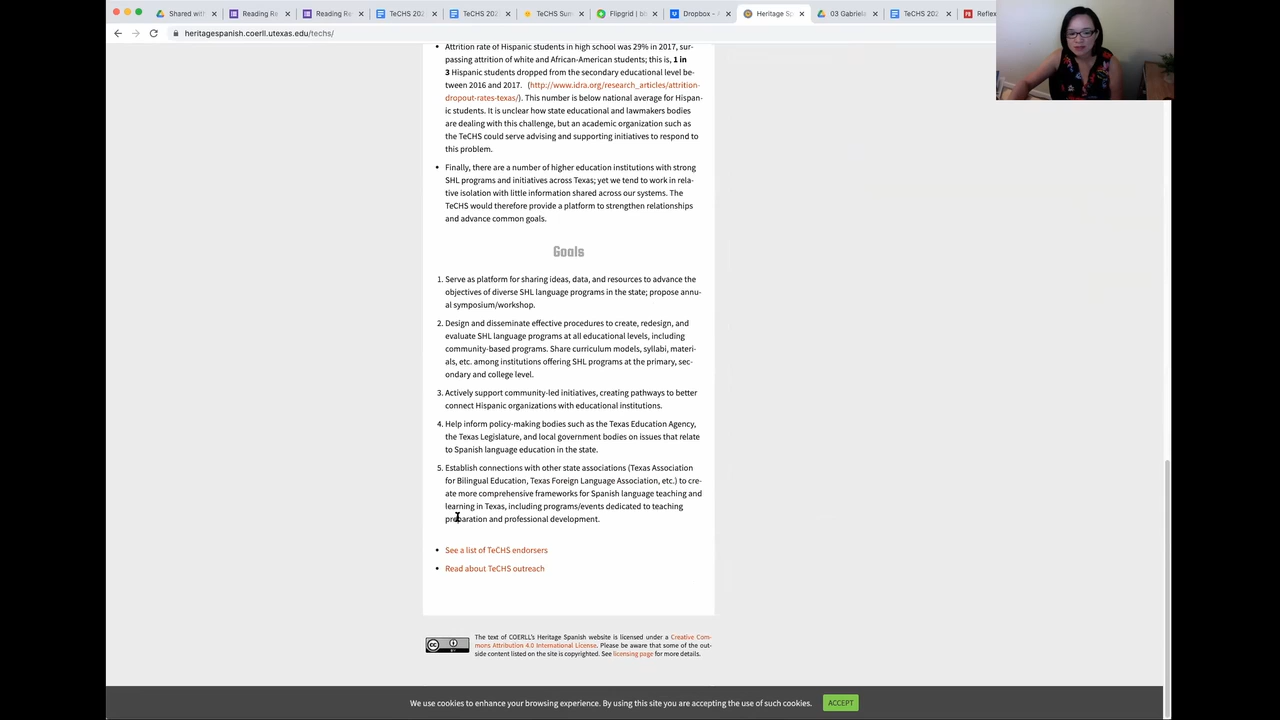 Shared with
Reading Re
Reading Re
TeCHS 202
TeCHS 202
TeCHS Sum
Flipgrid | b
Dropbox - A
Heritage Sp
03 Gabriele
TeCHS 202
Reflex
heritagespanish.coerll.utexas.edu/techs/
• Attrition rate of Hispanic students in high school was 29% in 2017, sur-
passing attrition of white and African-American students; this is, 1 in
3 Hispanic students dropped from the secondary educational level be-
tween 2016 and 2017. (http://www.idra.org/research_articles/attrition-
dropout-rates-texas/). This number is below national average for Hispan-
ic students. It is unclear how state educational and lawmakers bodies
are dealing with this challenge, but an academic organization such as
the TeCHS could serve advising and supporting initiatives to respond to
this problem.
• Finally, there are a number of higher education institutions with strong
SHL programs and initiatives across Texas; yet we tend to work in rela-
tive isolation with little information shared across our systems. The
TeCHS would therefore provide a platform to strengthen relationships
and advance common goals.
Goals
1. Serve as platform for sharing ideas, data, and resources to advance the
objectives of diverse SHL language programs in the state; propose annu-
al symposium/workshop.
2. Design and disseminate effective procedures to create, redesign, and
evaluate SHL language programs at all educational levels, including
community-based programs. Share curriculum models, syllabi, materi-
als, etc. among institutions offering SHL programs at the primary, sec-
ondary and college level.
3. Actively support community-led initiatives, creating pathways to better
connect Hispanic organizations with educational institutions.
4. Help inform policy-making bodies such as the Texas Education Agency,
the Texas Legislature, and local government bodies on issues that relate
to Spanish language education in the state.
5. Establish connections with other state associations (Texas Association
for Bilingual Education, Texas Foreign Language Association, etc.) to cre-
ate more comprehensive frameworks for Spanish language teaching and
learning in Texas, including programs/events dedicated to teaching
preparation and professional development.
• See a list of TeCHS endorsers
• Read about TeCHS outreach
The text of COERLL's Heritage Spanish website is licensed under a Creative Com-
mons Attribution 4.0 International License. Please be aware that some of the out-
side content listed on the site is copyrighted. See licensing page for more details.
We use cookies to enhance your browsing experience. By using this site you are accepting the use of such cookies.
ACCEPT